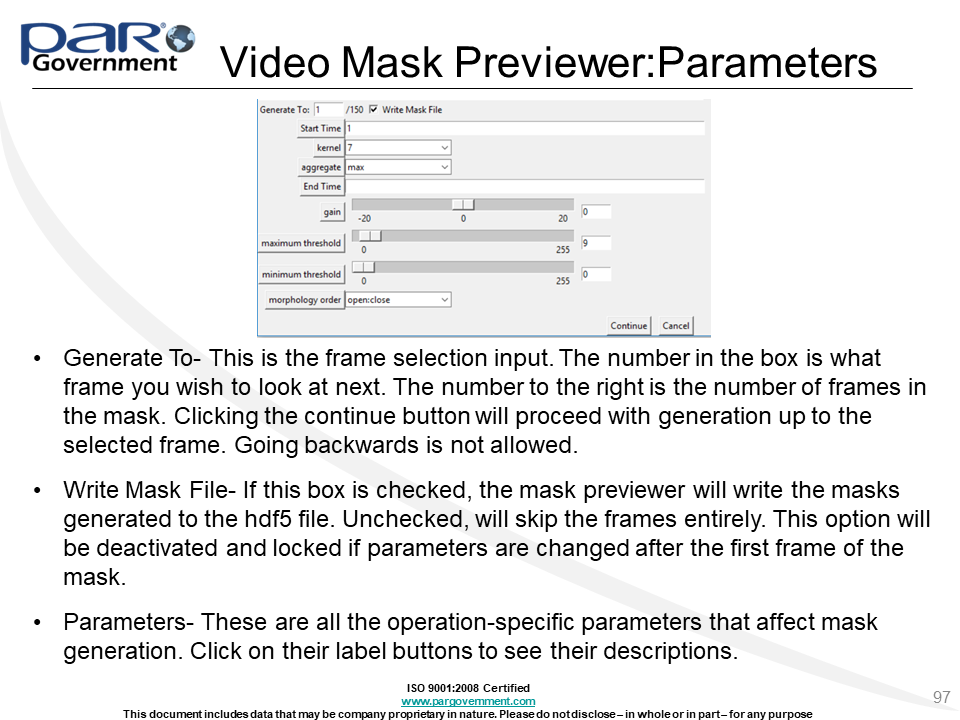 PAR®
Government
Video Mask Previewer:Parameters
Generate To: 1 /150 Write Mask File
Start Time 1
kernel 7
aggregate max
End Time
gain -20 0 20 0
maximum threshold 0 255 9
minimum threshold 0 255 0
morphology order open:close
Continue Cancel
• Generate To- This is the frame selection input. The number in the box is what
frame you wish to look at next. The number to the right is the number of frames in
the mask. Clicking the continue button will proceed with generation up to the
selected frame. Going backwards is not allowed.
• Write Mask File- If this box is checked, the mask previewer will write the masks
generated to the hdf5 file. Unchecked, will skip the frames entirely. This option will
be deactivated and locked if parameters are changed after the first frame of the
mask.
• Parameters- These are all the operation-specific parameters that affect mask
generation. Click on their label buttons to see their descriptions.
ISO 9001:2008 Certified
www.pargovernment.com
This document includes data that may be company proprietary in nature. Please do not disclose – in whole or in part – for any purpose
97